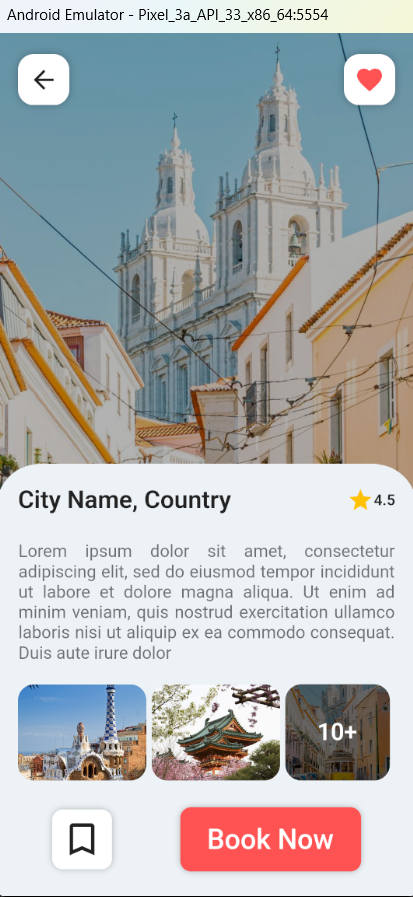 Android Emulator - Pixel_3a_API_33_x86_64:5554
City Name, Country
4.5
Lorem ipsum dolor sit amet, consectetur
adipiscing elit, sed do eiusmod tempor incididunt
ut labore et dolore magna aliqua. Ut enim ad
minim veniam, quis nostrud exercitation ullamco
laboris nisi ut aliquip ex ea commodo consequat.
Duis aute irure dolor
10+
Book Now